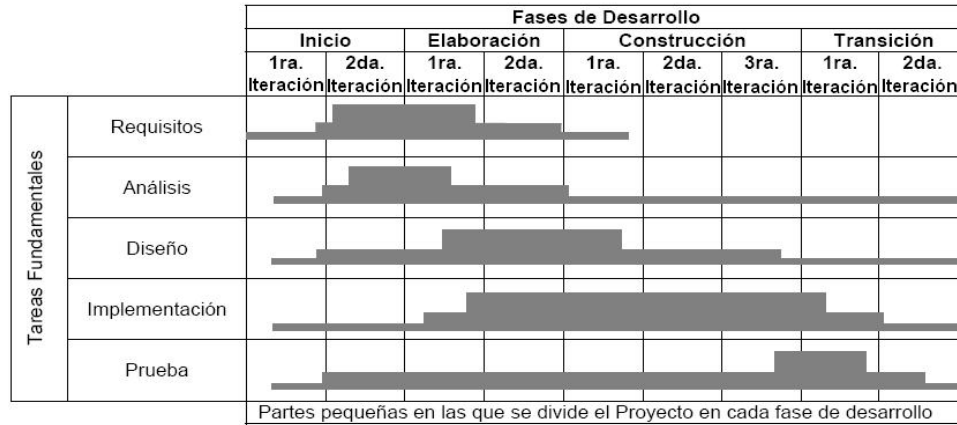 Fases de Desarrollo
Inicio Elaboración Construcción Transición
1ra. 2da. 1ra. 2da. 1ra. 2da. 3ra. 1ra. 2da.
Iteración Iteración Iteración Iteración Iteración Iteración Iteración Iteración Iteración
Tareas Fundamentales
Requisitos
Análisis
Diseño
Implementación
Prueba
Partes pequeñas en las que se divide el Proyecto en cada fase de desarrollo